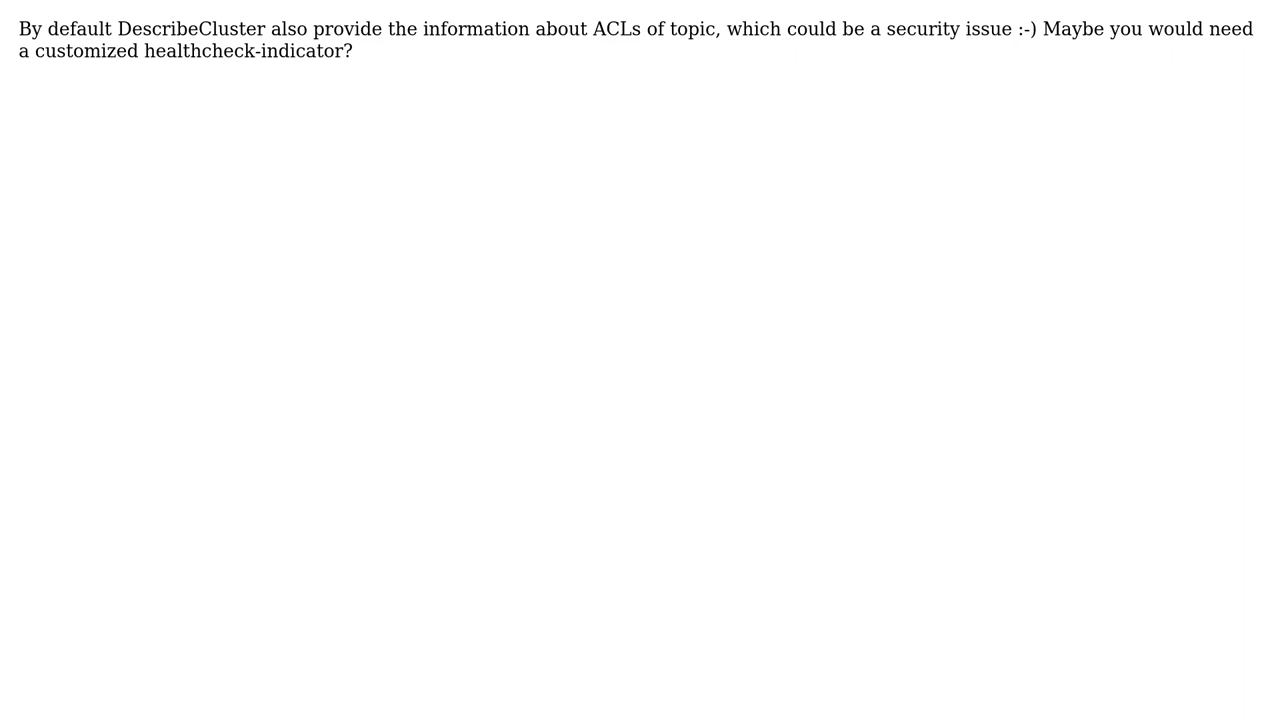 By default DescribeCluster also provide the information about ACLs of topic, which could be a security issue :-) Maybe you would need
a customized healthcheck-indicator?